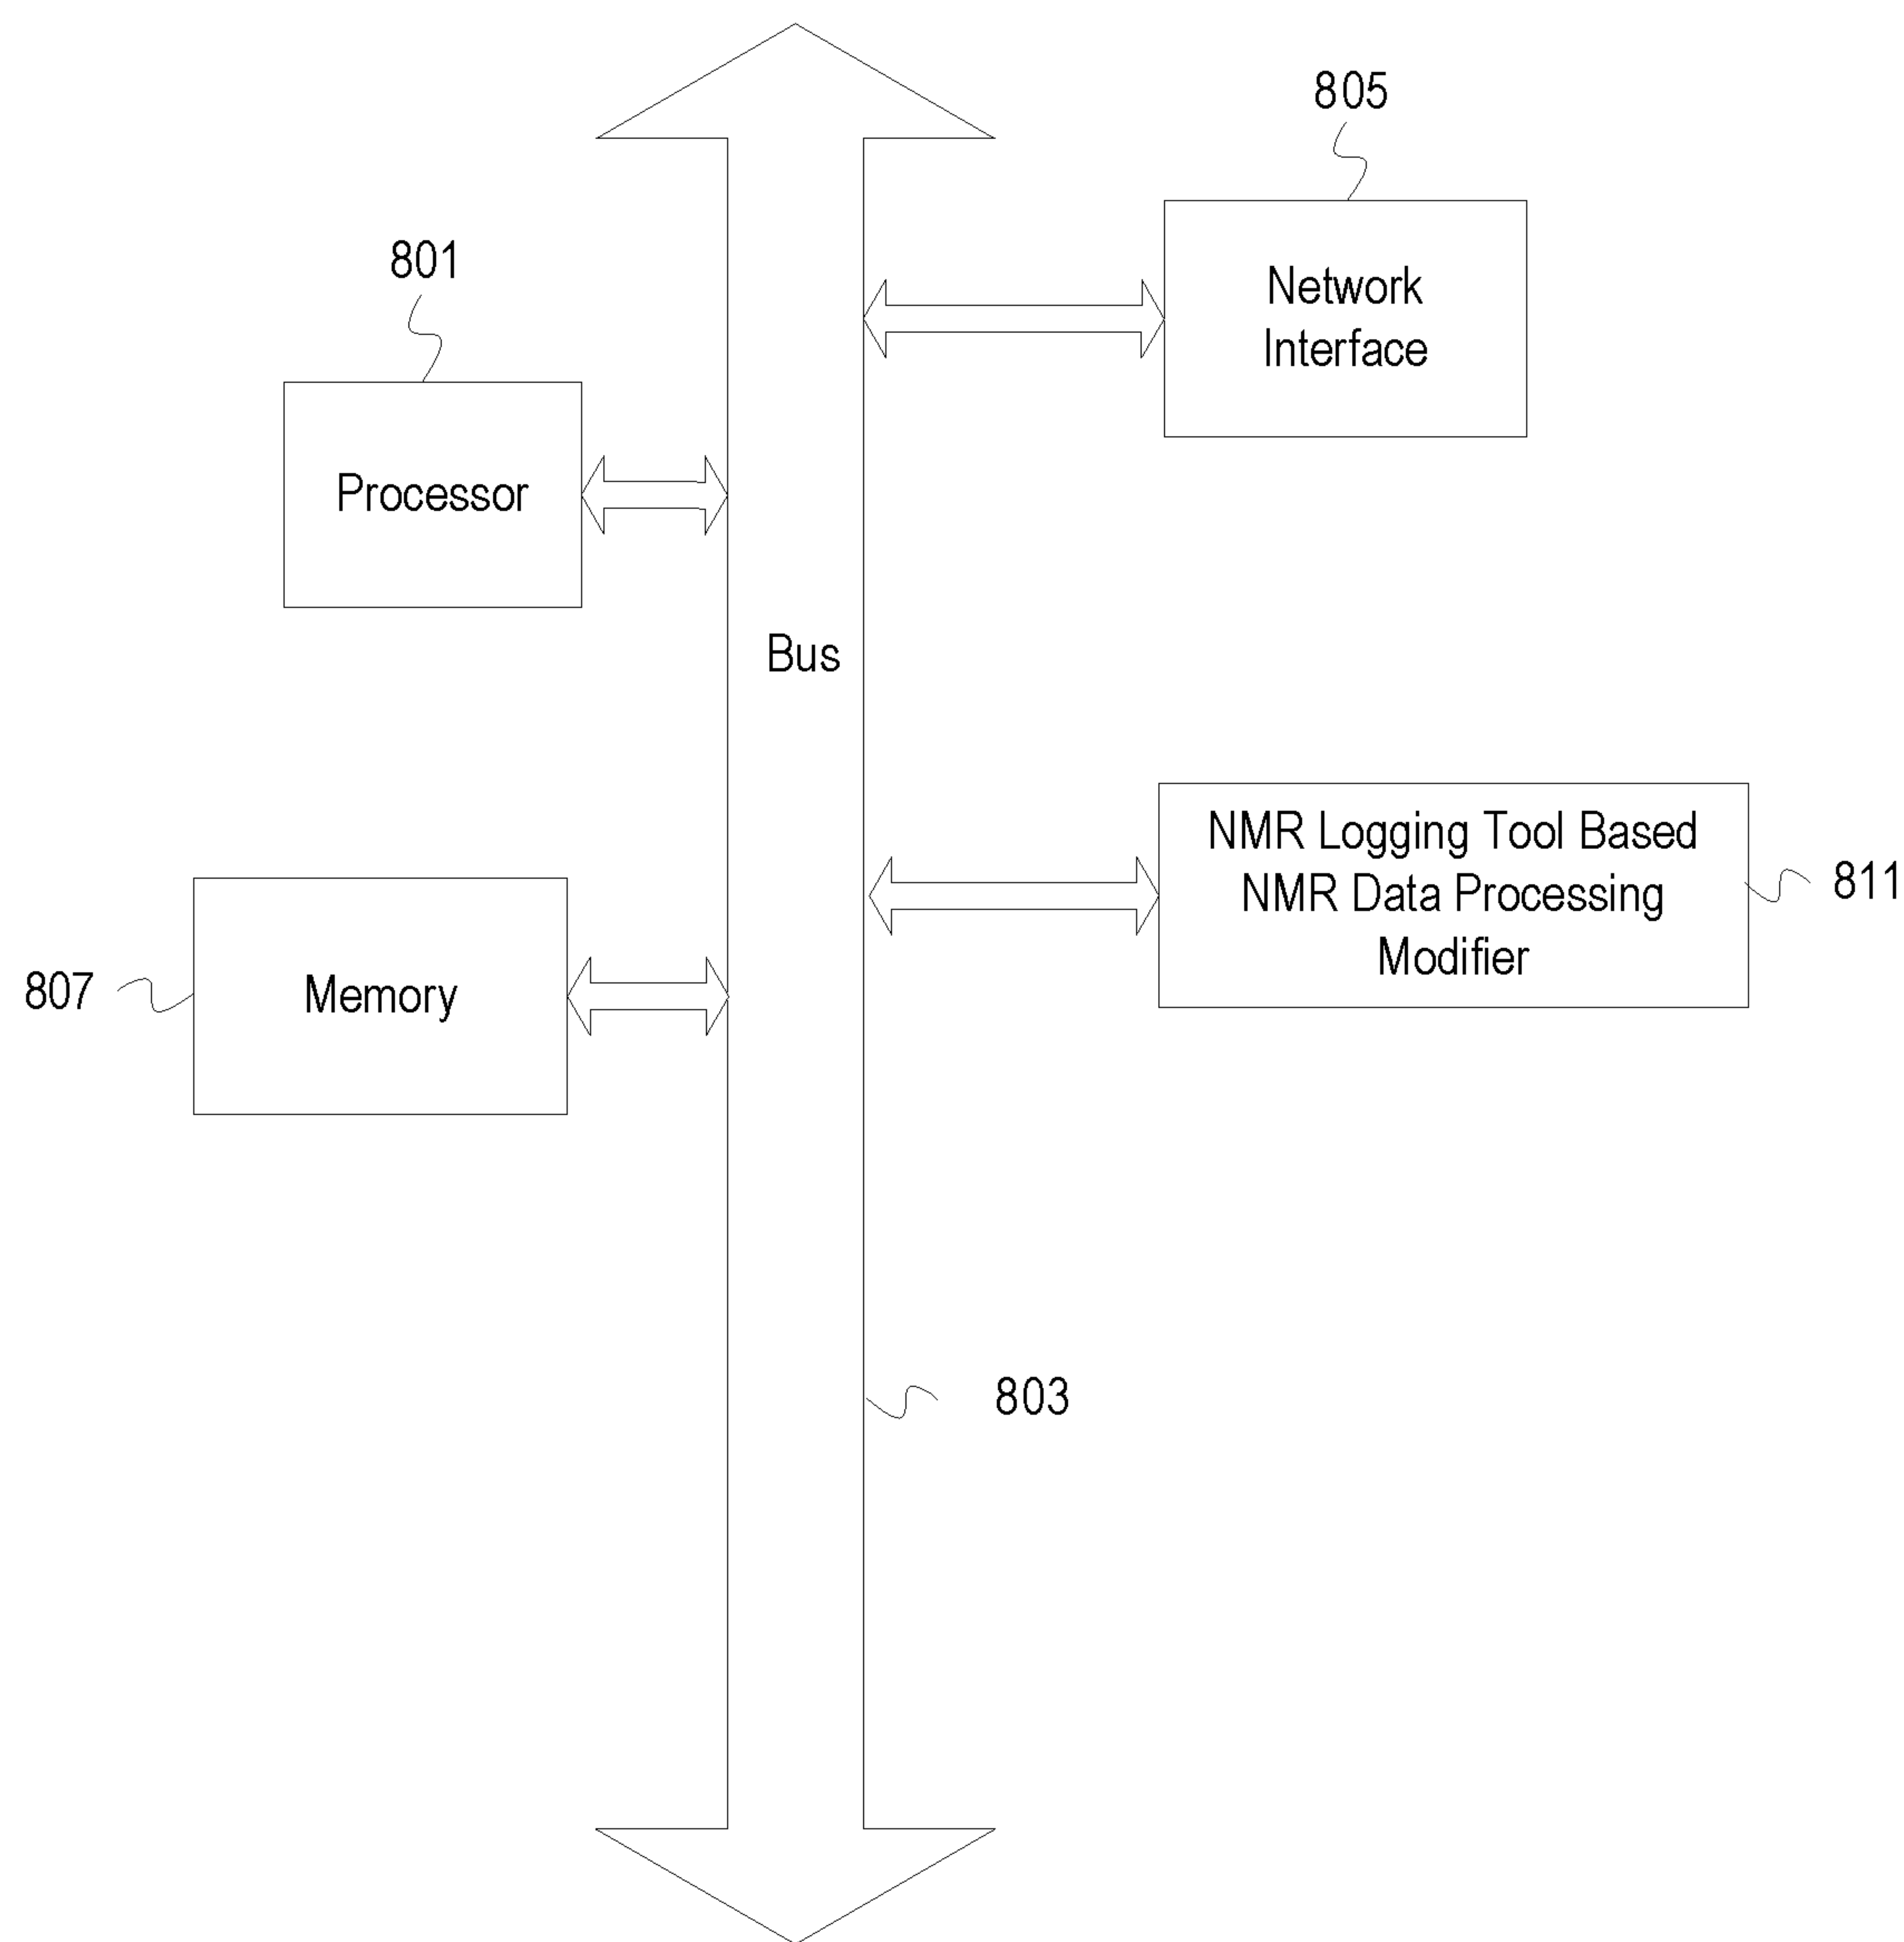 805
Network
Interface
801
Processor
Bus
NMR Logging Tool Based
NMR Data Processing
Modifier
811
807
Memory
803